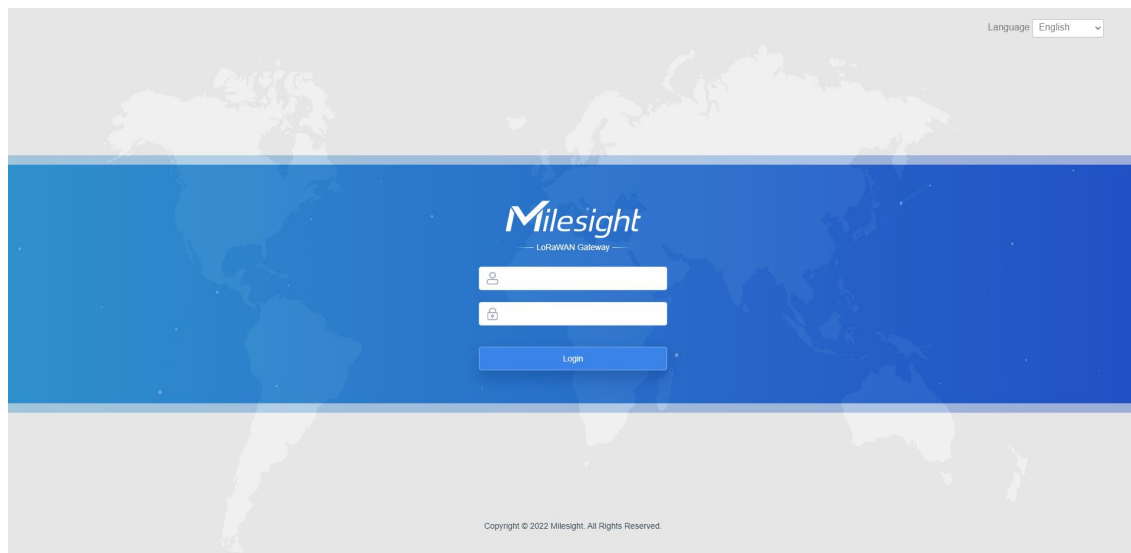 Language English
Milesight
LoRaWAN Gateway
Login
Copyright © 2022 Milesight. All Rights Reserved.